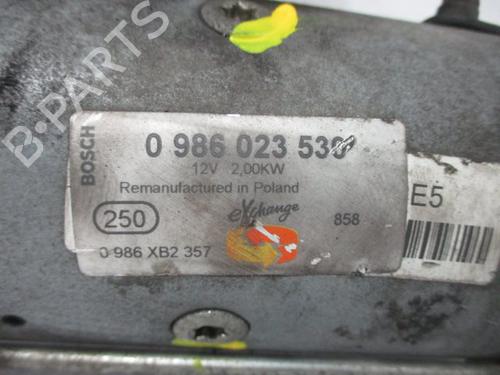 B-PARTS
BOSCH
0 986 023 530
12V 2,00KW
Remanufactured in Poland
eXchange
250
858
0 986 XB2 357
E5